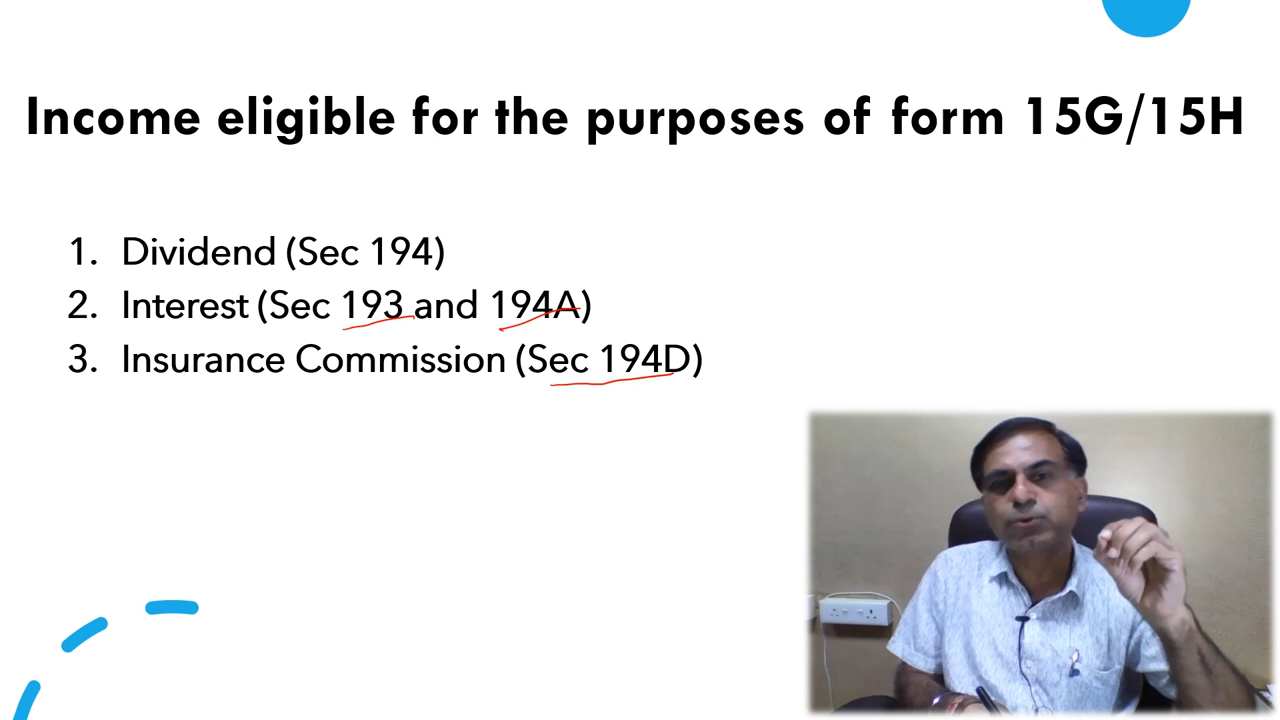 Income eligible for the purposes of form 15G/15H
1. Dividend (Sec 194)
2. Interest (Sec 193 and 194A)
3. Insurance Commission (Sec 194D)